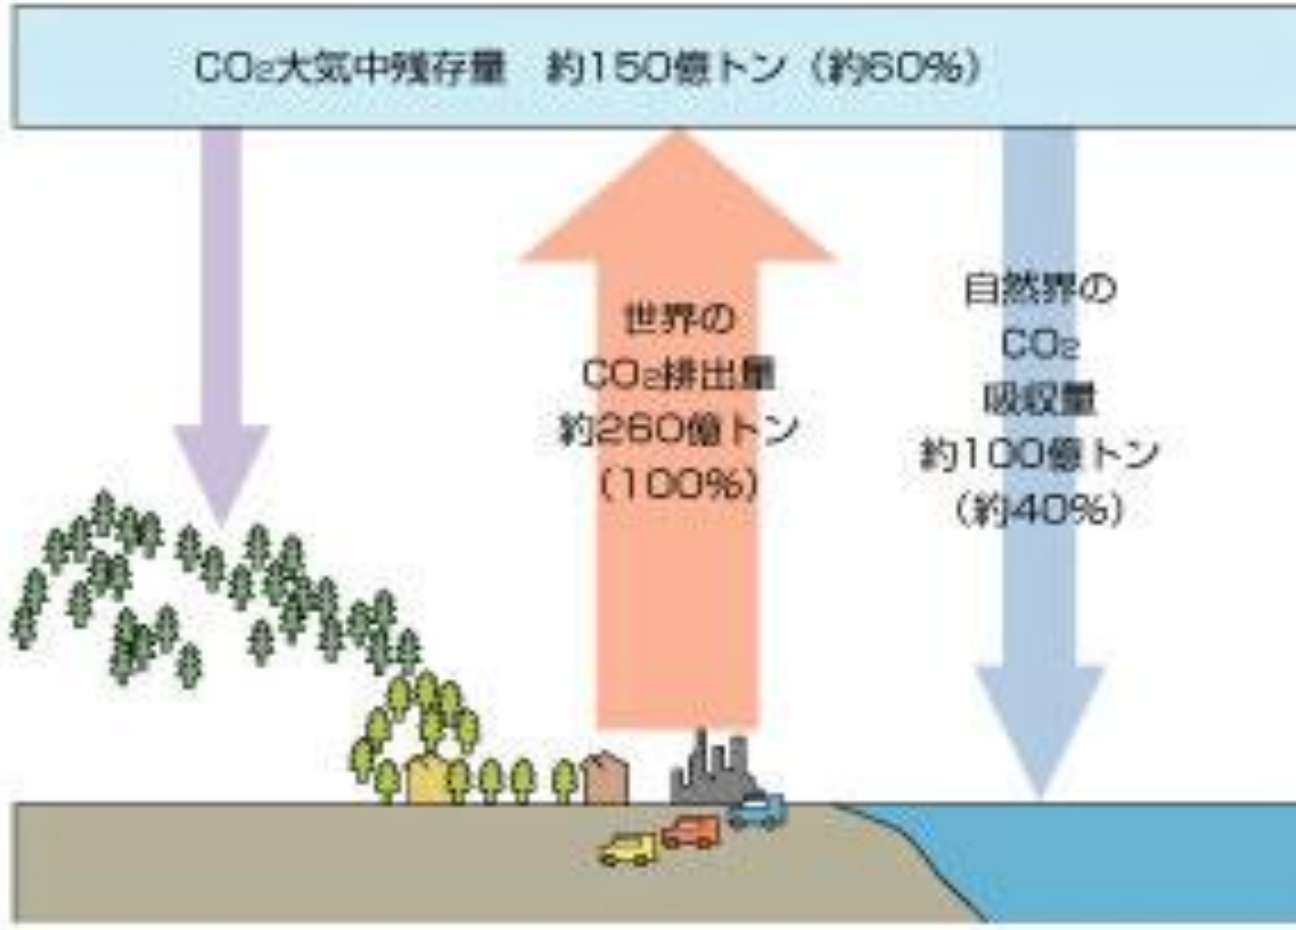 CO₂大気中残存量 約150億トン（約60%）
世界の
CO₂排出量
約260億トン
（100%）
自然界の
CO₂
吸収量
約100億トン
（約40%）